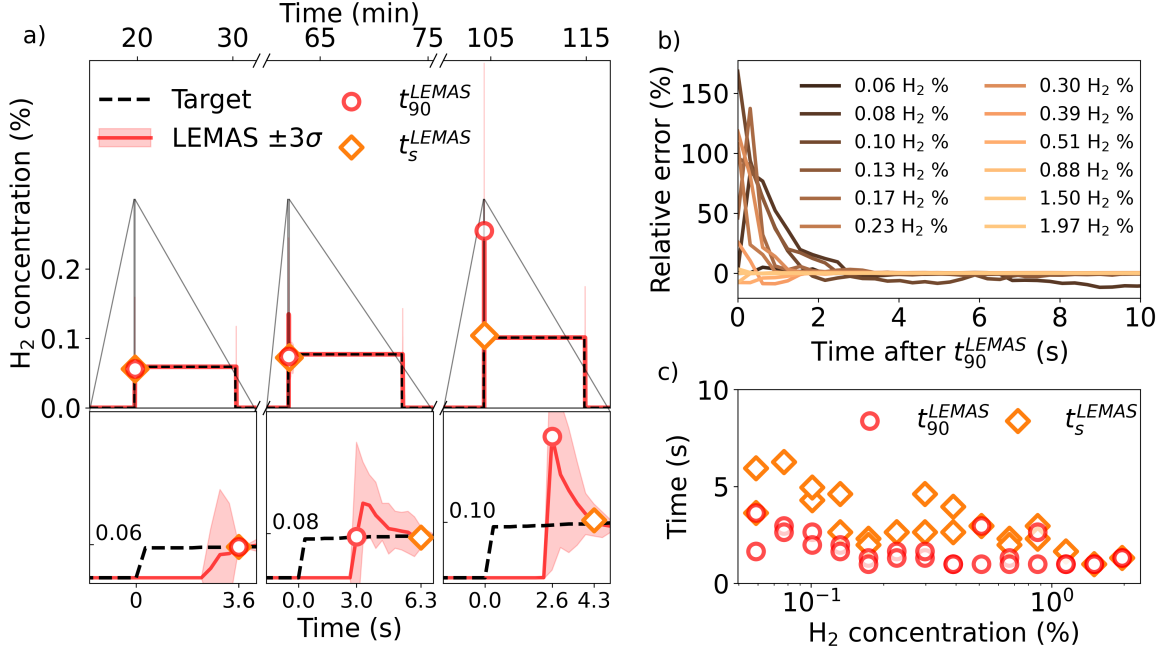 a)
Time (min)
20 30 65 75 105 115
H₂ concentration (%)
0.2
0.1
0.0
Target
LEMAS ±3σ
t₉₀^LEMAS
tₛ^LEMAS
0.06
0.08
0.10
0 3.6 0.0 3.0 6.3 0.0 2.6 4.3
Time (s)
b)
Relative error (%)
150
100
50
0
0.06 H₂ %
0.08 H₂ %
0.10 H₂ %
0.13 H₂ %
0.17 H₂ %
0.23 H₂ %
0.30 H₂ %
0.39 H₂ %
0.51 H₂ %
0.88 H₂ %
1.50 H₂ %
1.97 H₂ %
0 2 4 6 8 10
Time after t₉₀^LEMAS (s)
c)
Time (s)
10
5
0
t₉₀^LEMAS
tₛ^LEMAS
10⁻¹ 10⁰
H₂ concentration (%)